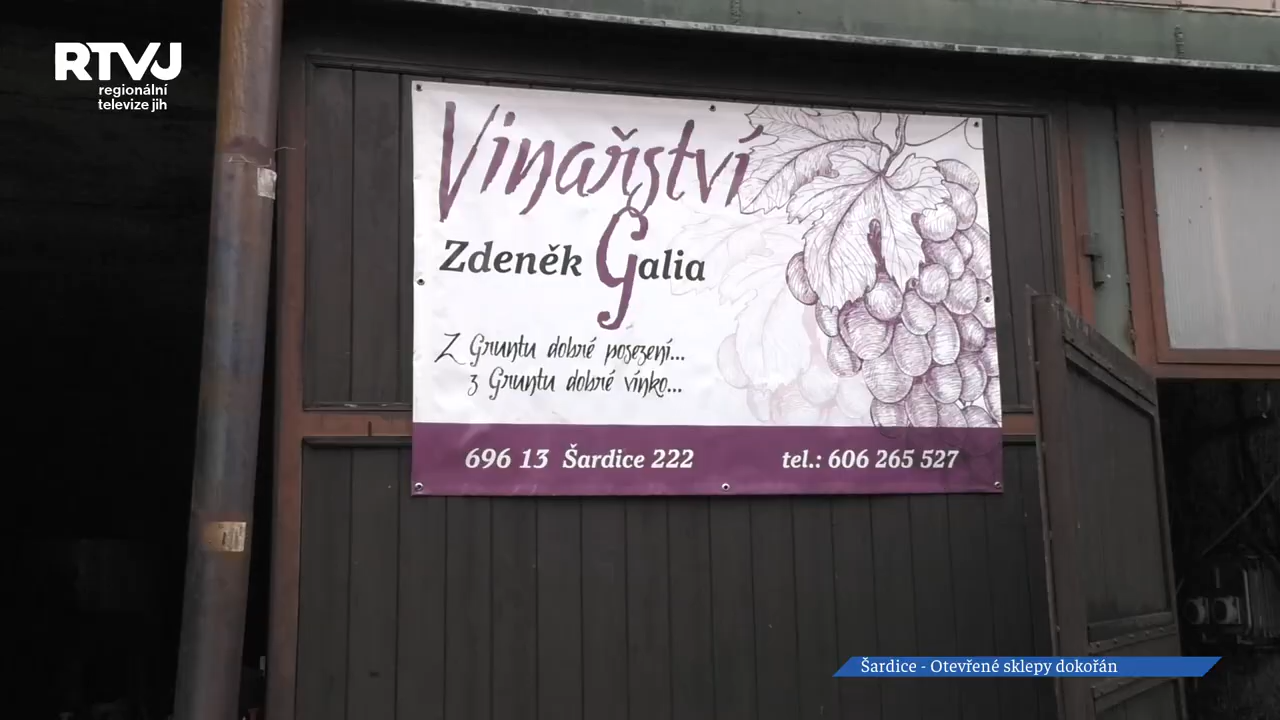 RTVJ
regionální
televize jih
Vinařství
Zdeněk Galia
Z Gruntu dobré posezení...
z Gruntu dobré vínko...
696 13 Šardice 222 tel.: 606 265 527
Šardice - Otevřené sklepy dokořán